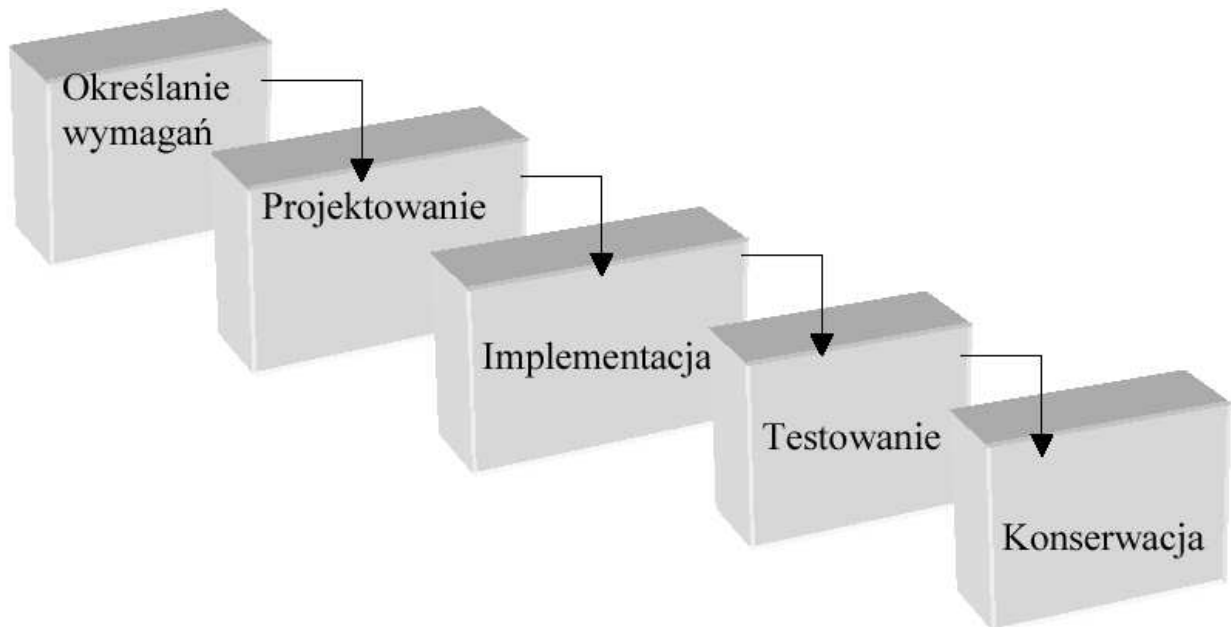 Określanie
wymagań
Projektowanie
Implementacja
Testowanie
Konserwacja